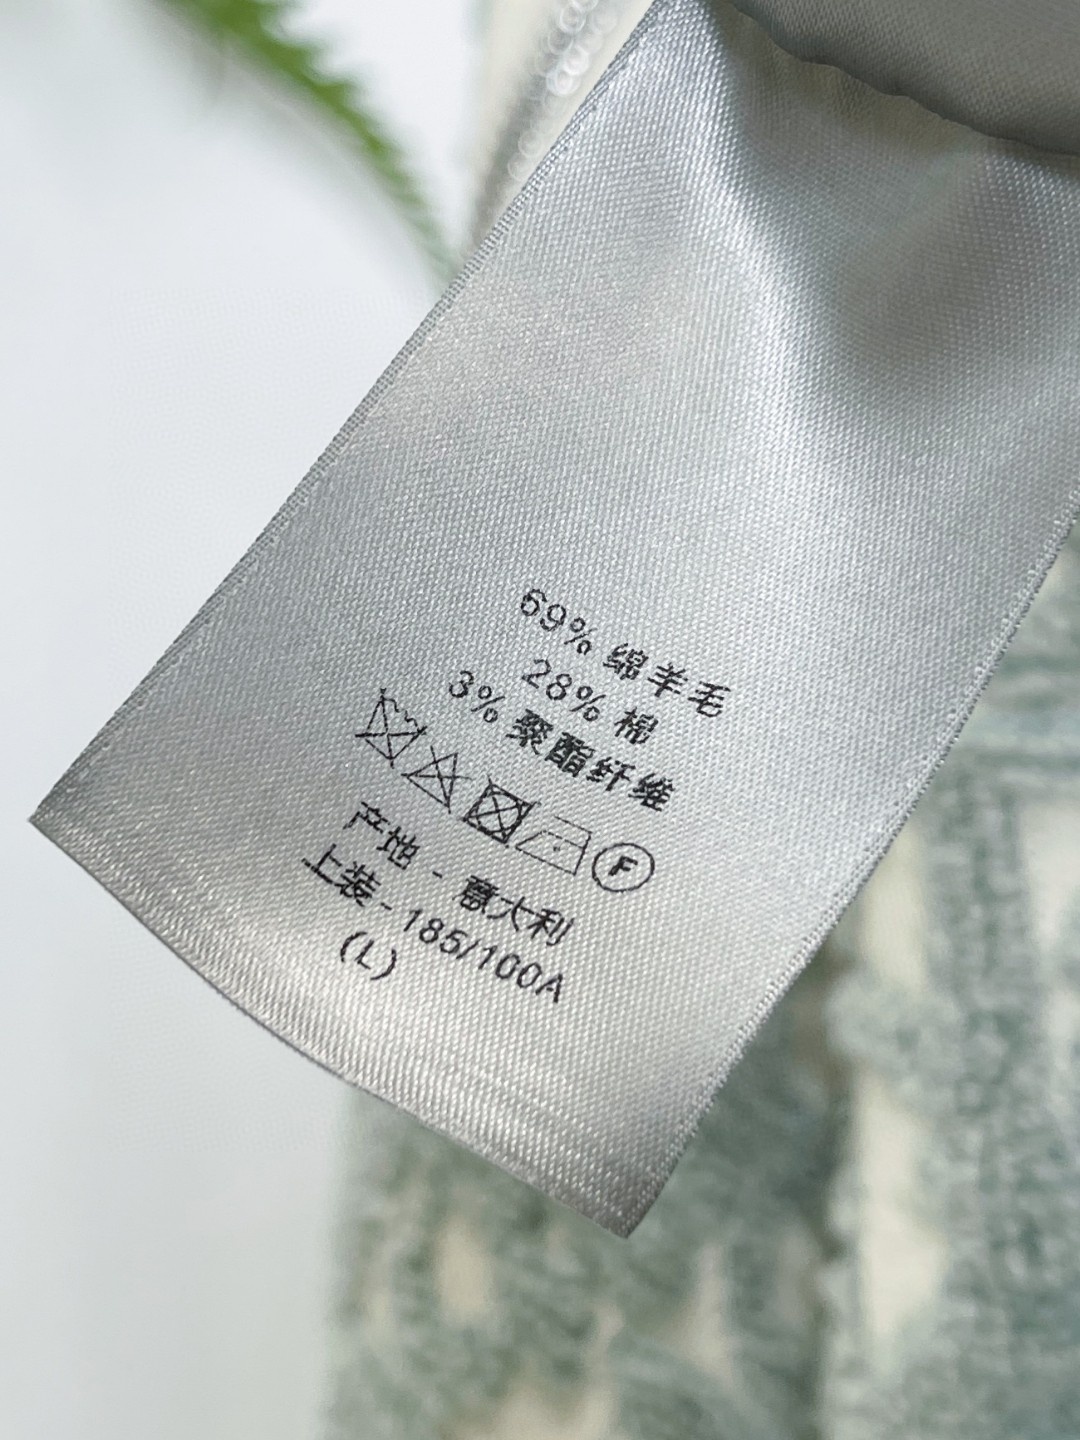 69% 绵羊毛
28% 棉
3% 聚酯纤维
F
产地 - 意大利
上装 - 185/100A
(L)